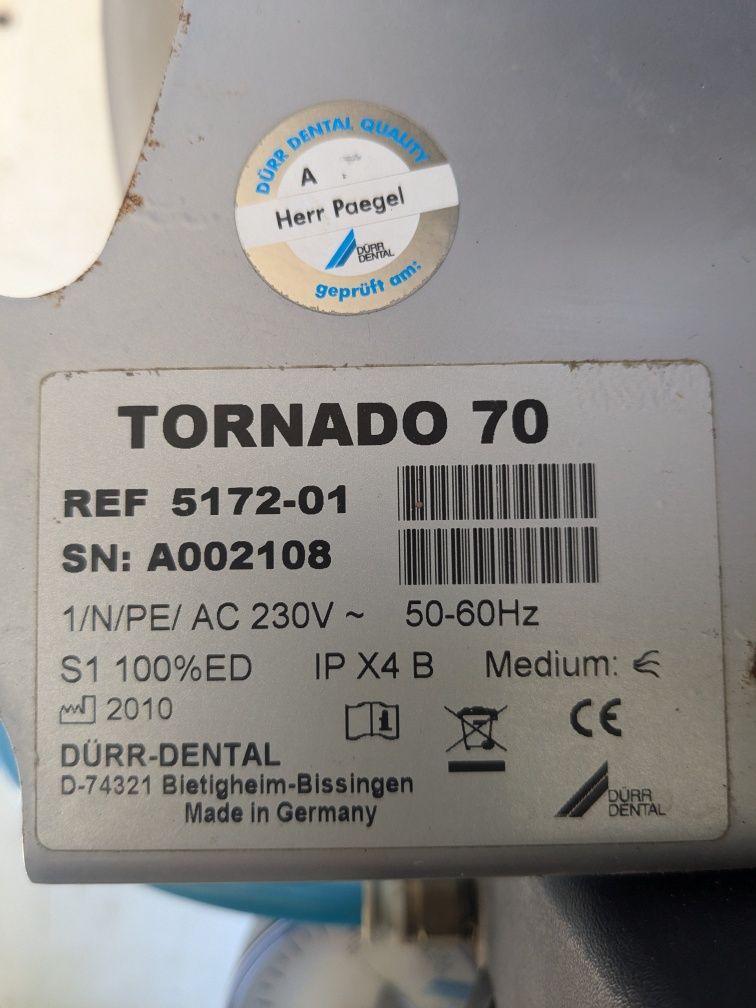 DÜRR DENTAL QUALITY
A
Herr Paegel
DÜRR
DENTAL
geprüft am:
TORNADO 70
REF 5172-01
SN: A002108
1/N/PE/ AC 230V ~ 50-60Hz
S1 100%ED IP X4 B Medium:
2010
CE
DÜRR-DENTAL
D-74321 Bietigheim-Bissingen
Made in Germany
DÜRR
DENTAL